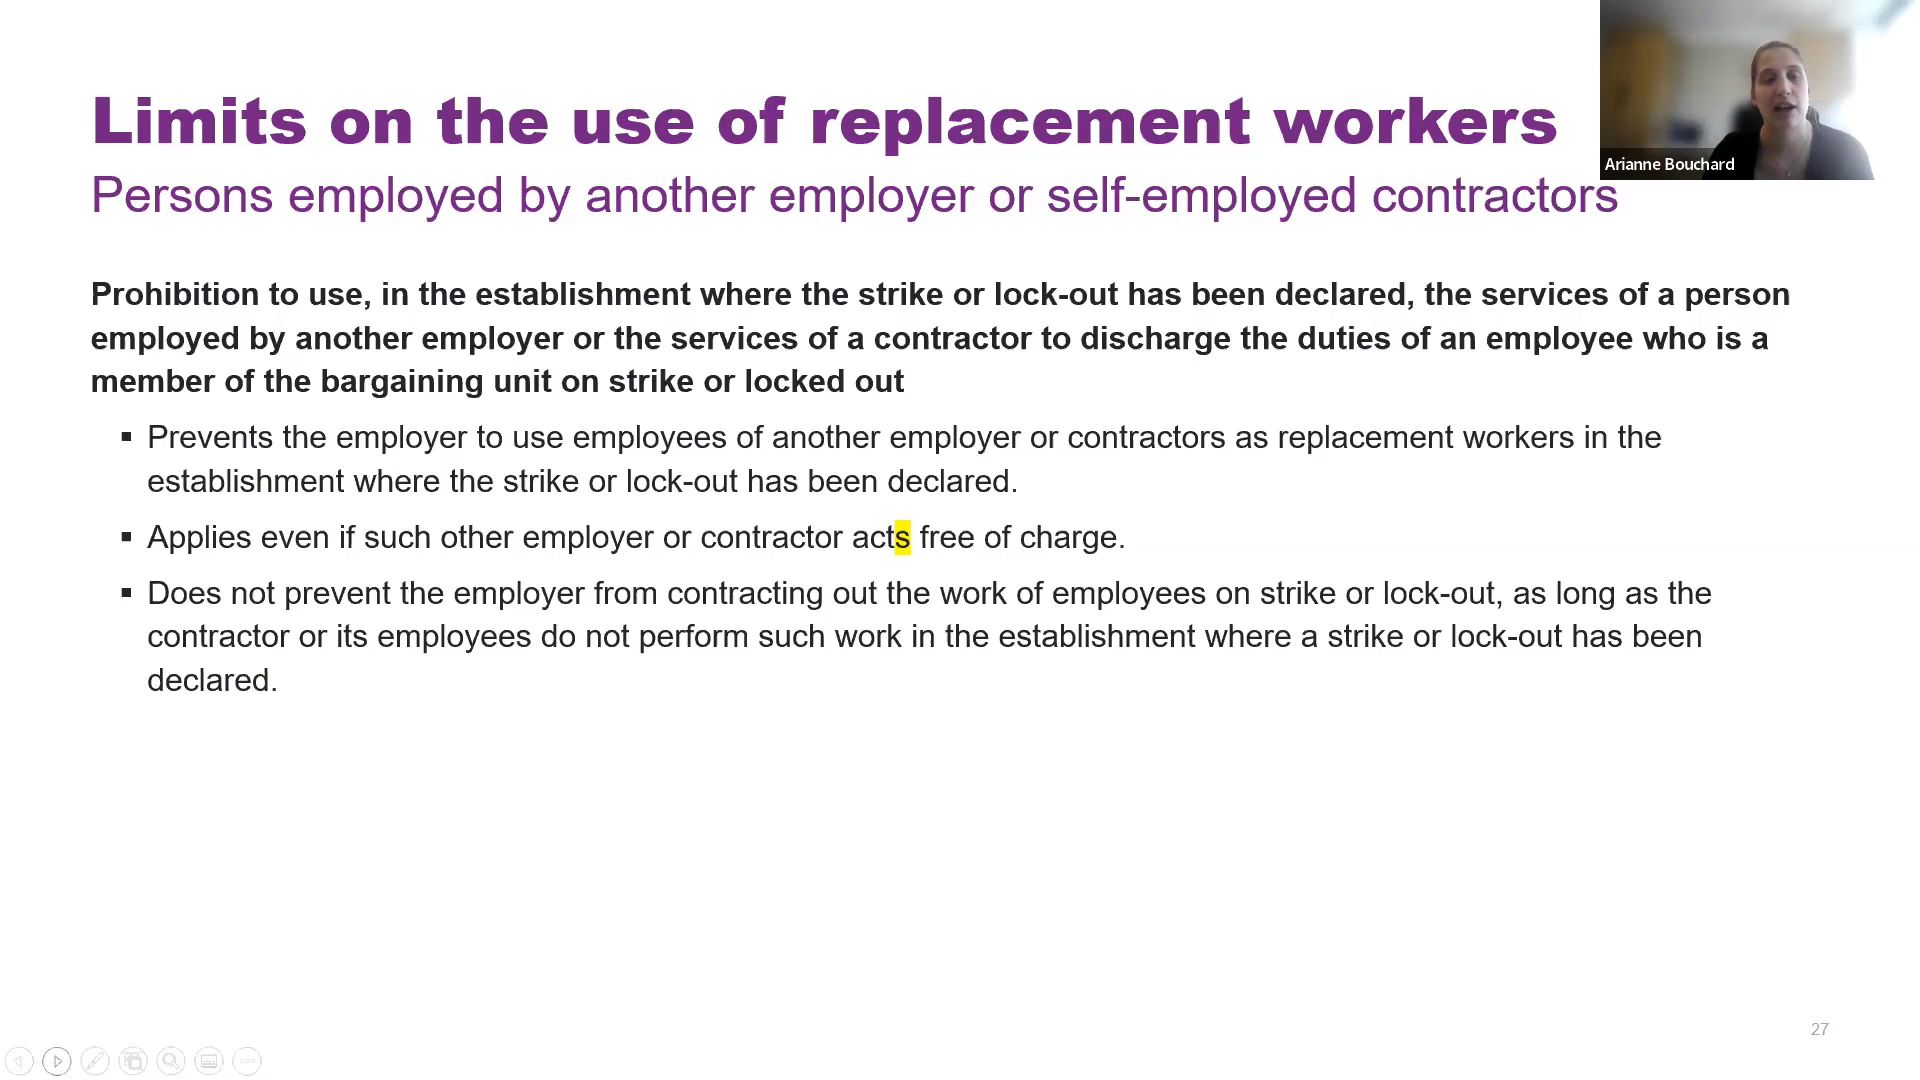 Limits on the use of replacement workers
Persons employed by another employer or self-employed contractors
Arianne Bouchard
Prohibition to use, in the establishment where the strike or lock-out has been declared, the services of a person
employed by another employer or the services of a contractor to discharge the duties of an employee who is a
member of the bargaining unit on strike or locked out
▪ Prevents the employer to use employees of another employer or contractors as replacement workers in the
establishment where the strike or lock-out has been declared.
▪ Applies even if such other employer or contractor acts free of charge.
▪ Does not prevent the employer from contracting out the work of employees on strike or lock-out, as long as the
contractor or its employees do not perform such work in the establishment where a strike or lock-out has been
declared.
27